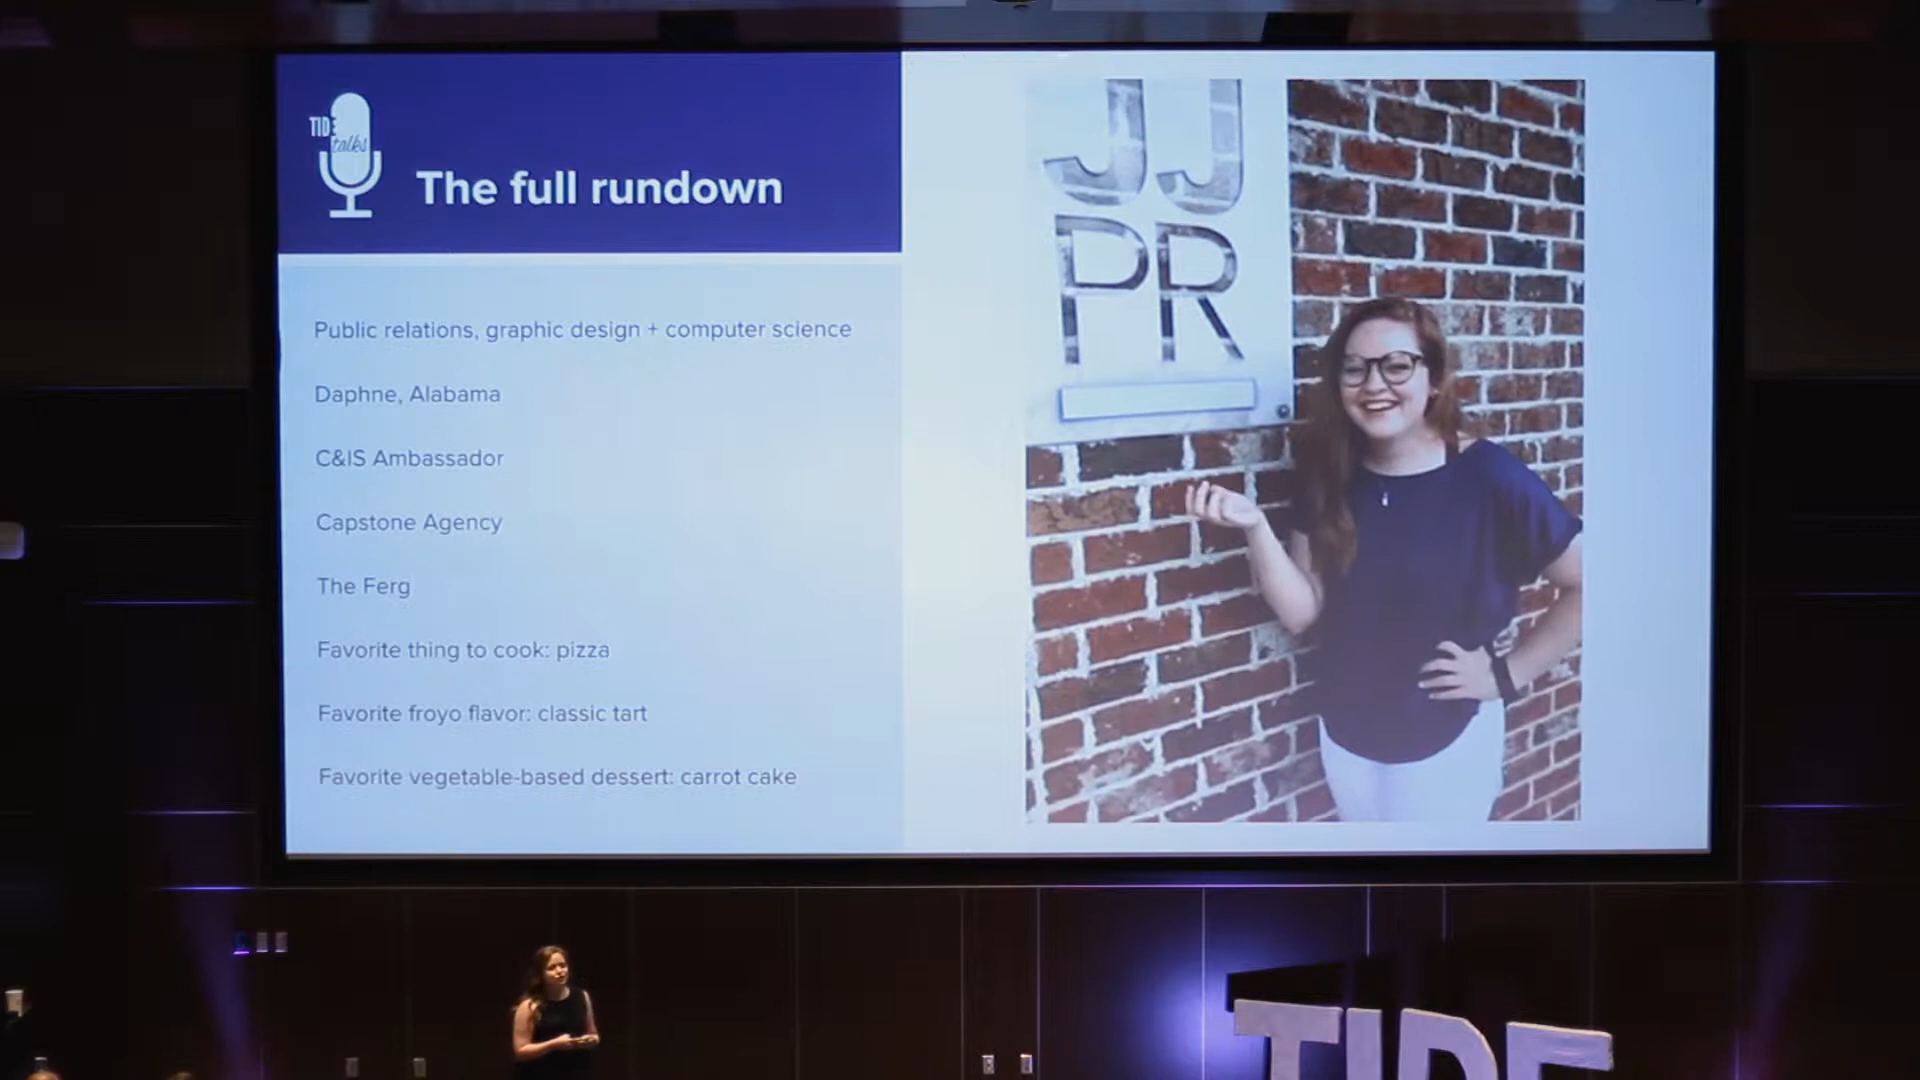 TIDE
talks
The full rundown
Public relations, graphic design + computer science
Daphne, Alabama
C&IS Ambassador
Capstone Agency
The Ferg
Favorite thing to cook: pizza
Favorite froyo flavor: classic tart
Favorite vegetable-based dessert: carrot cake
JJ
PR
TIDE